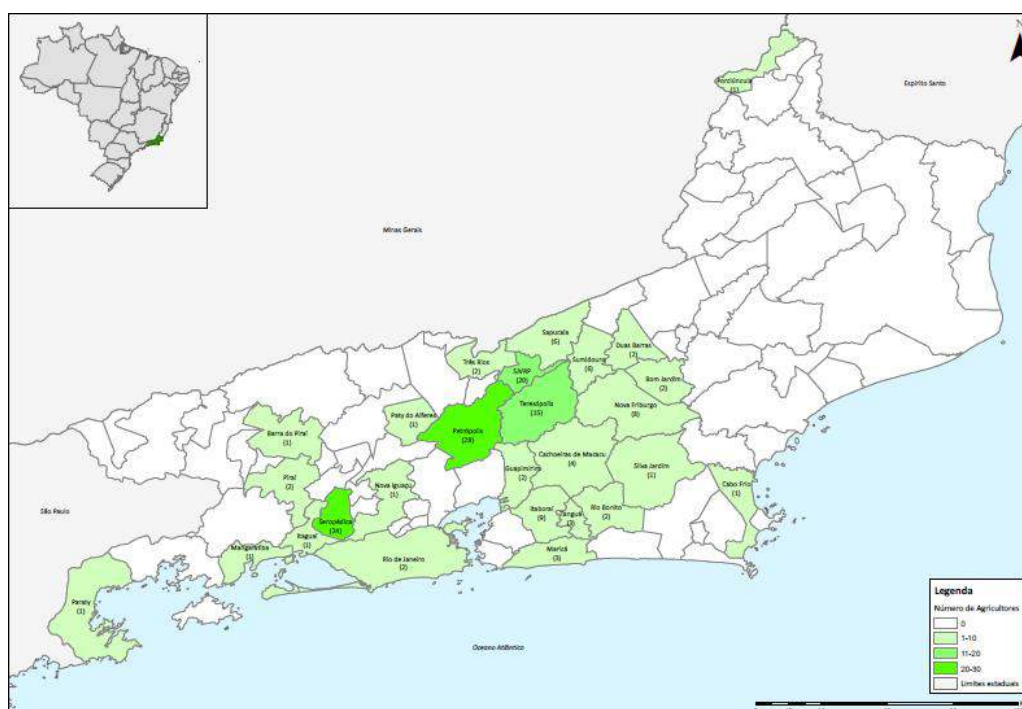 N
Porciúncula
(1)
Espírito Santo
Minas Gerais
Sapucaia
(6)
Duas Barras
(2)
Três Rios
(2)
Sumidouro
(6)
SJVRP
(20)
Bom Jardim
(2)
Teresópolis
(15)
Nova Friburgo
(8)
Paty do Alferes
(1)
Petrópolis
Barra do Piraí
(1)
Cachoeiras de Macacu
(4)
Guapimirim
(2)
Silva Jardim
Piraí
(2)
Nova Iguaçu
(1)
Cabo Frio
(1)
São Paulo
Seropédica
Itaboraí
(9)
Tanguá
Rio Bonito
(2)
Itaguaí
(1)
Mangaratiba
(1)
Rio de Janeiro
(2)
Maricá
(3)
Paraty
(1)
Oceano Atlântico
Legenda
Número de Agricultores
0
1-10
11-20
20-30
Limites estaduais